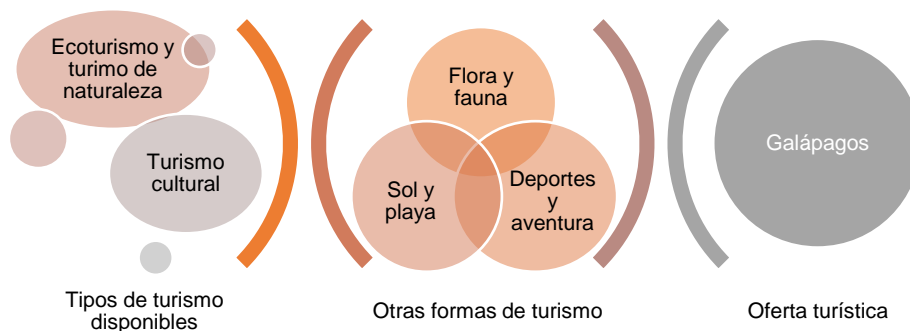 Ecoturismo y
turimo de
naturaleza
Turismo
cultural
Tipos de turismo
disponibles
Flora y
fauna
Sol y
playa
Deportes
y
aventura
Otras formas de turismo
Galápagos
Oferta turística